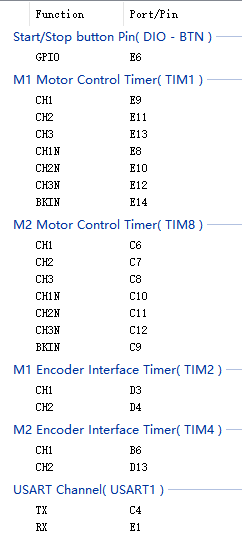 Function Port/Pin
Start/Stop button Pin( DIO - BTN )
GPIO E6
M1 Motor Control Timer( TIM1 )
CH1 E9
CH2 E11
CH3 E13
CH1N E8
CH2N E10
CH3N E12
BKIN E14
M2 Motor Control Timer( TIM8 )
CH1 C6
CH2 C7
CH3 C8
CH1N C10
CH2N C11
CH3N C12
BKIN C9
M1 Encoder Interface Timer( TIM2 )
CH1 D3
CH2 D4
M2 Encoder Interface Timer( TIM4 )
CH1 B6
CH2 D13
USART Channel( USART1 )
TX C4
RX E1